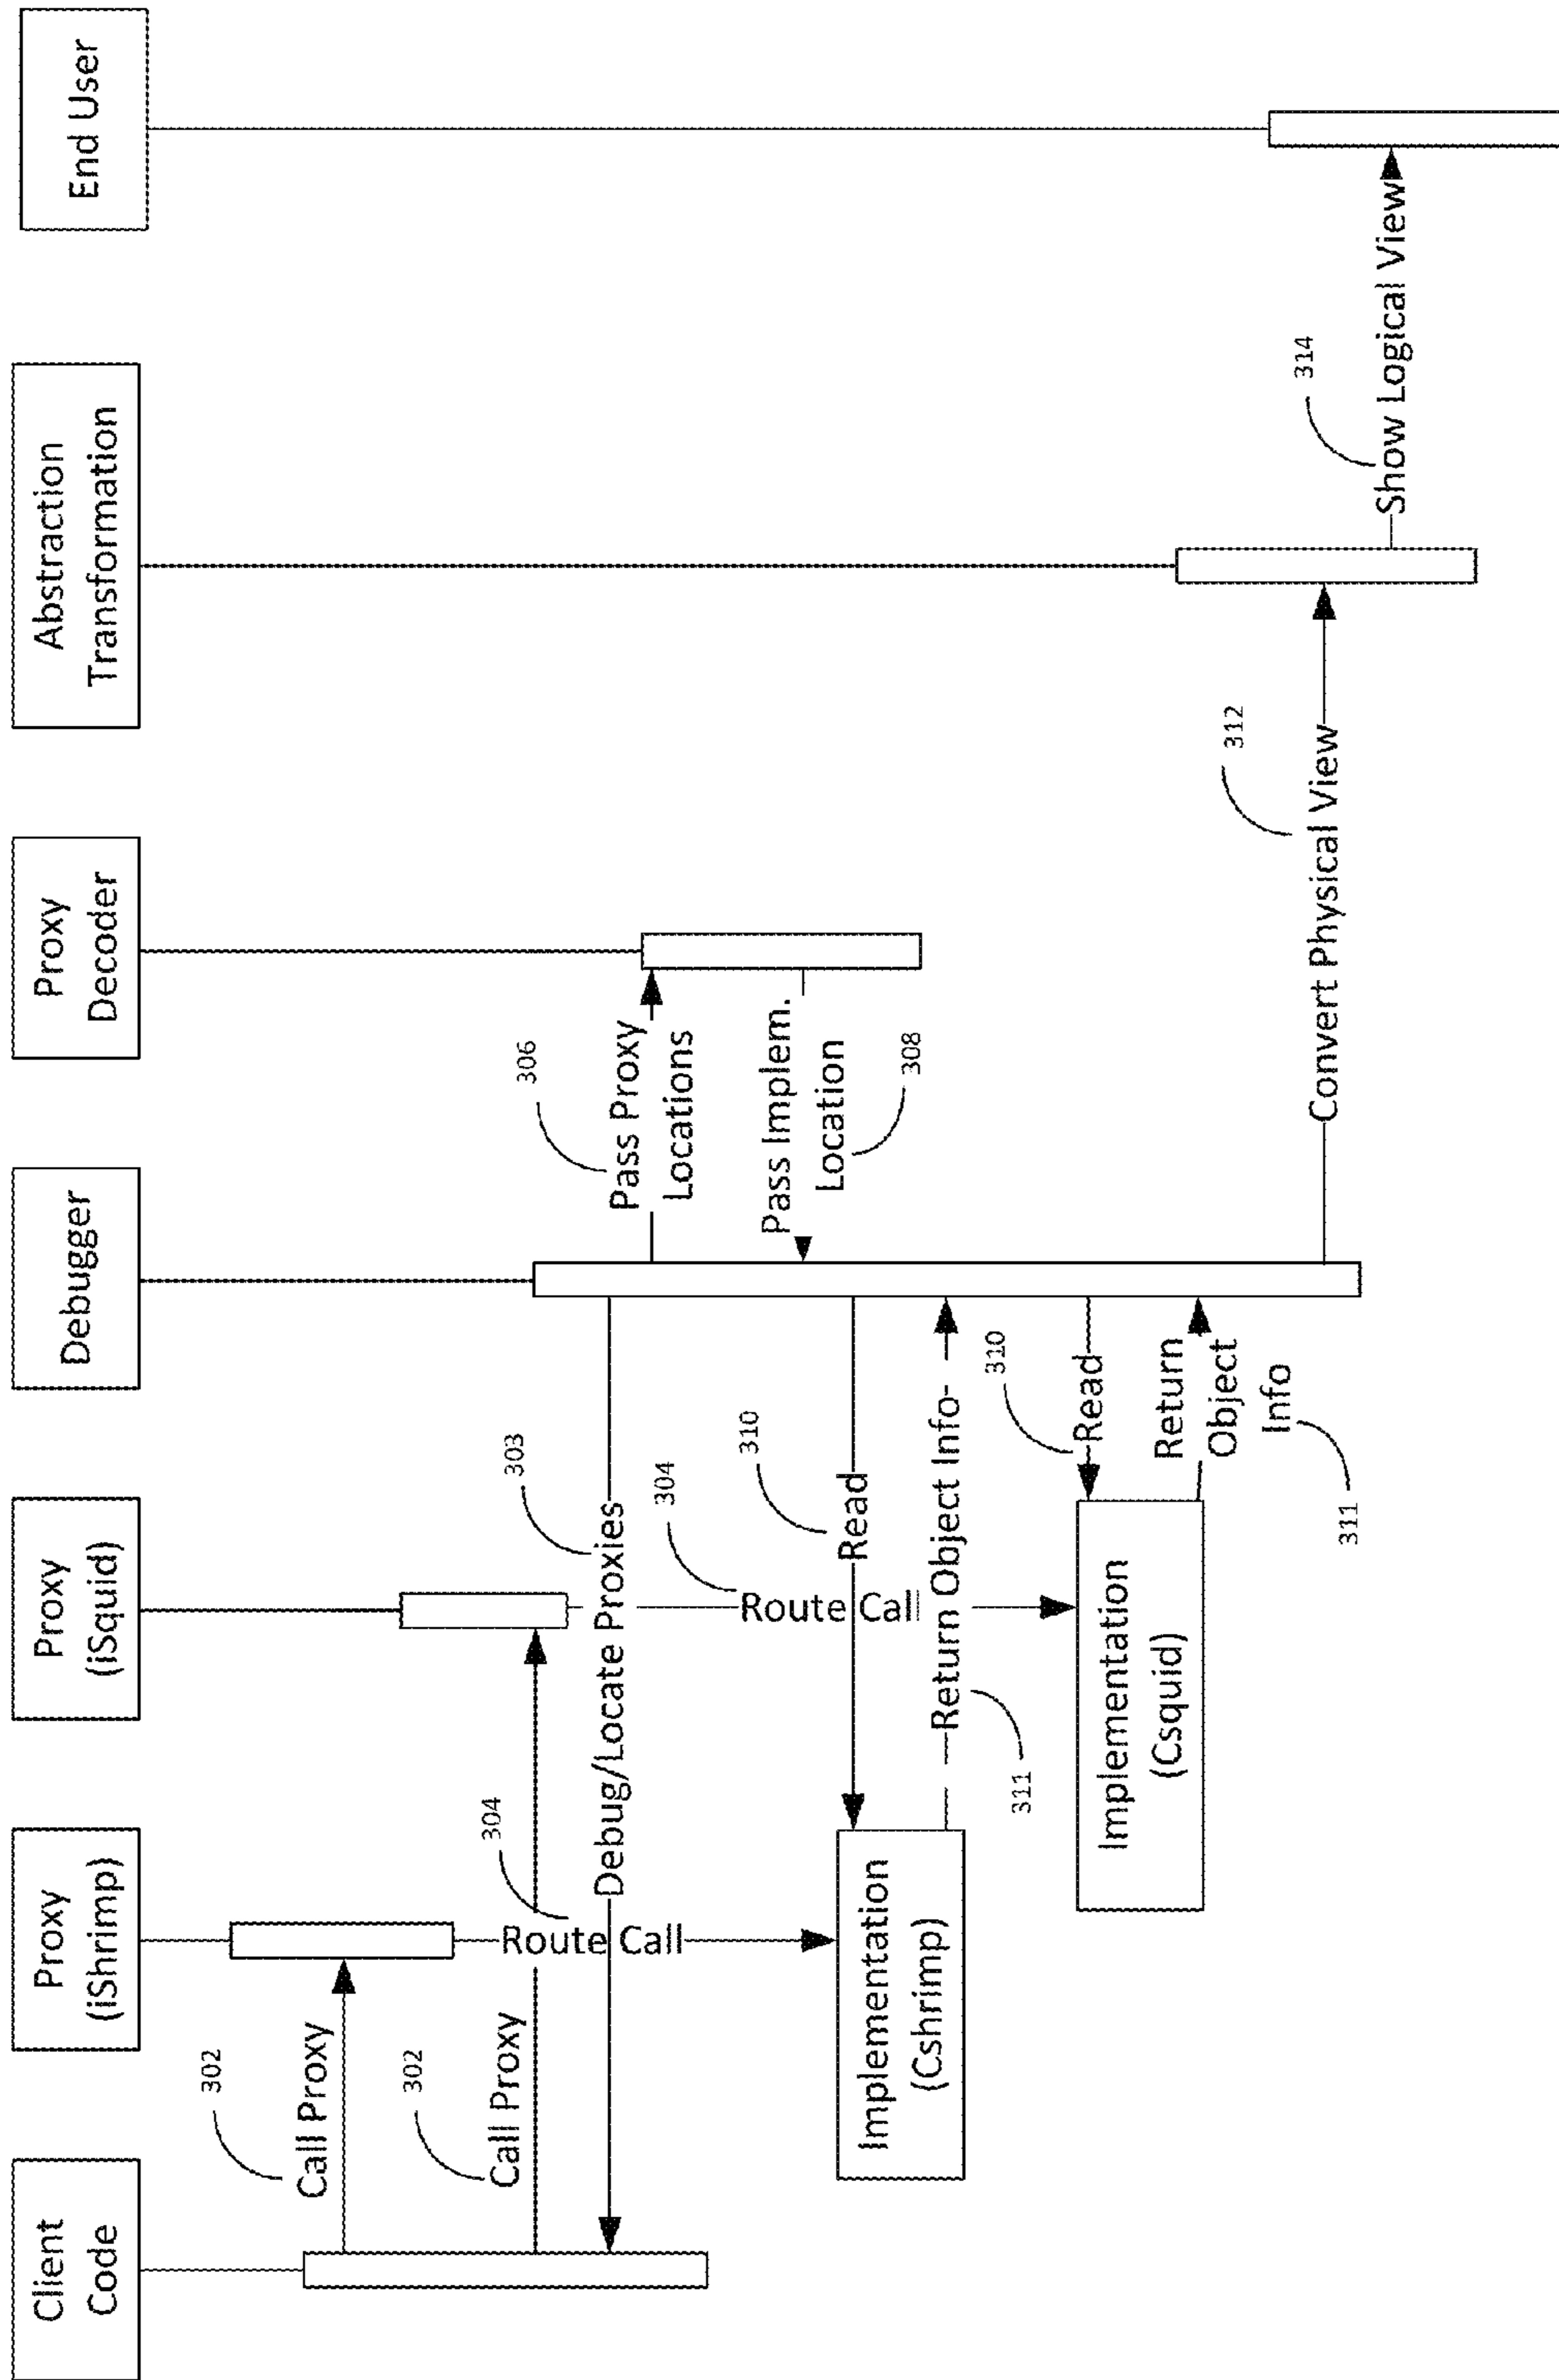 Client
Code
Proxy
(iShrimp)
Proxy
(iSquid)
Debugger
Proxy
Decoder
Abstraction
Transformation
End User
302
Call Proxy
302
Call Proxy
304
Route Call
303
Debug/Locate Proxies
306
Pass Proxy
Locations
Pass Implem.
Location
308
304
Route Call
310
Read
Implementation
(Cshrimp)
Return Object Info
311
310
Read
Implementation
(Csquid)
Return
Object
Info
311
312
Convert Physical View
314
Show Logical View